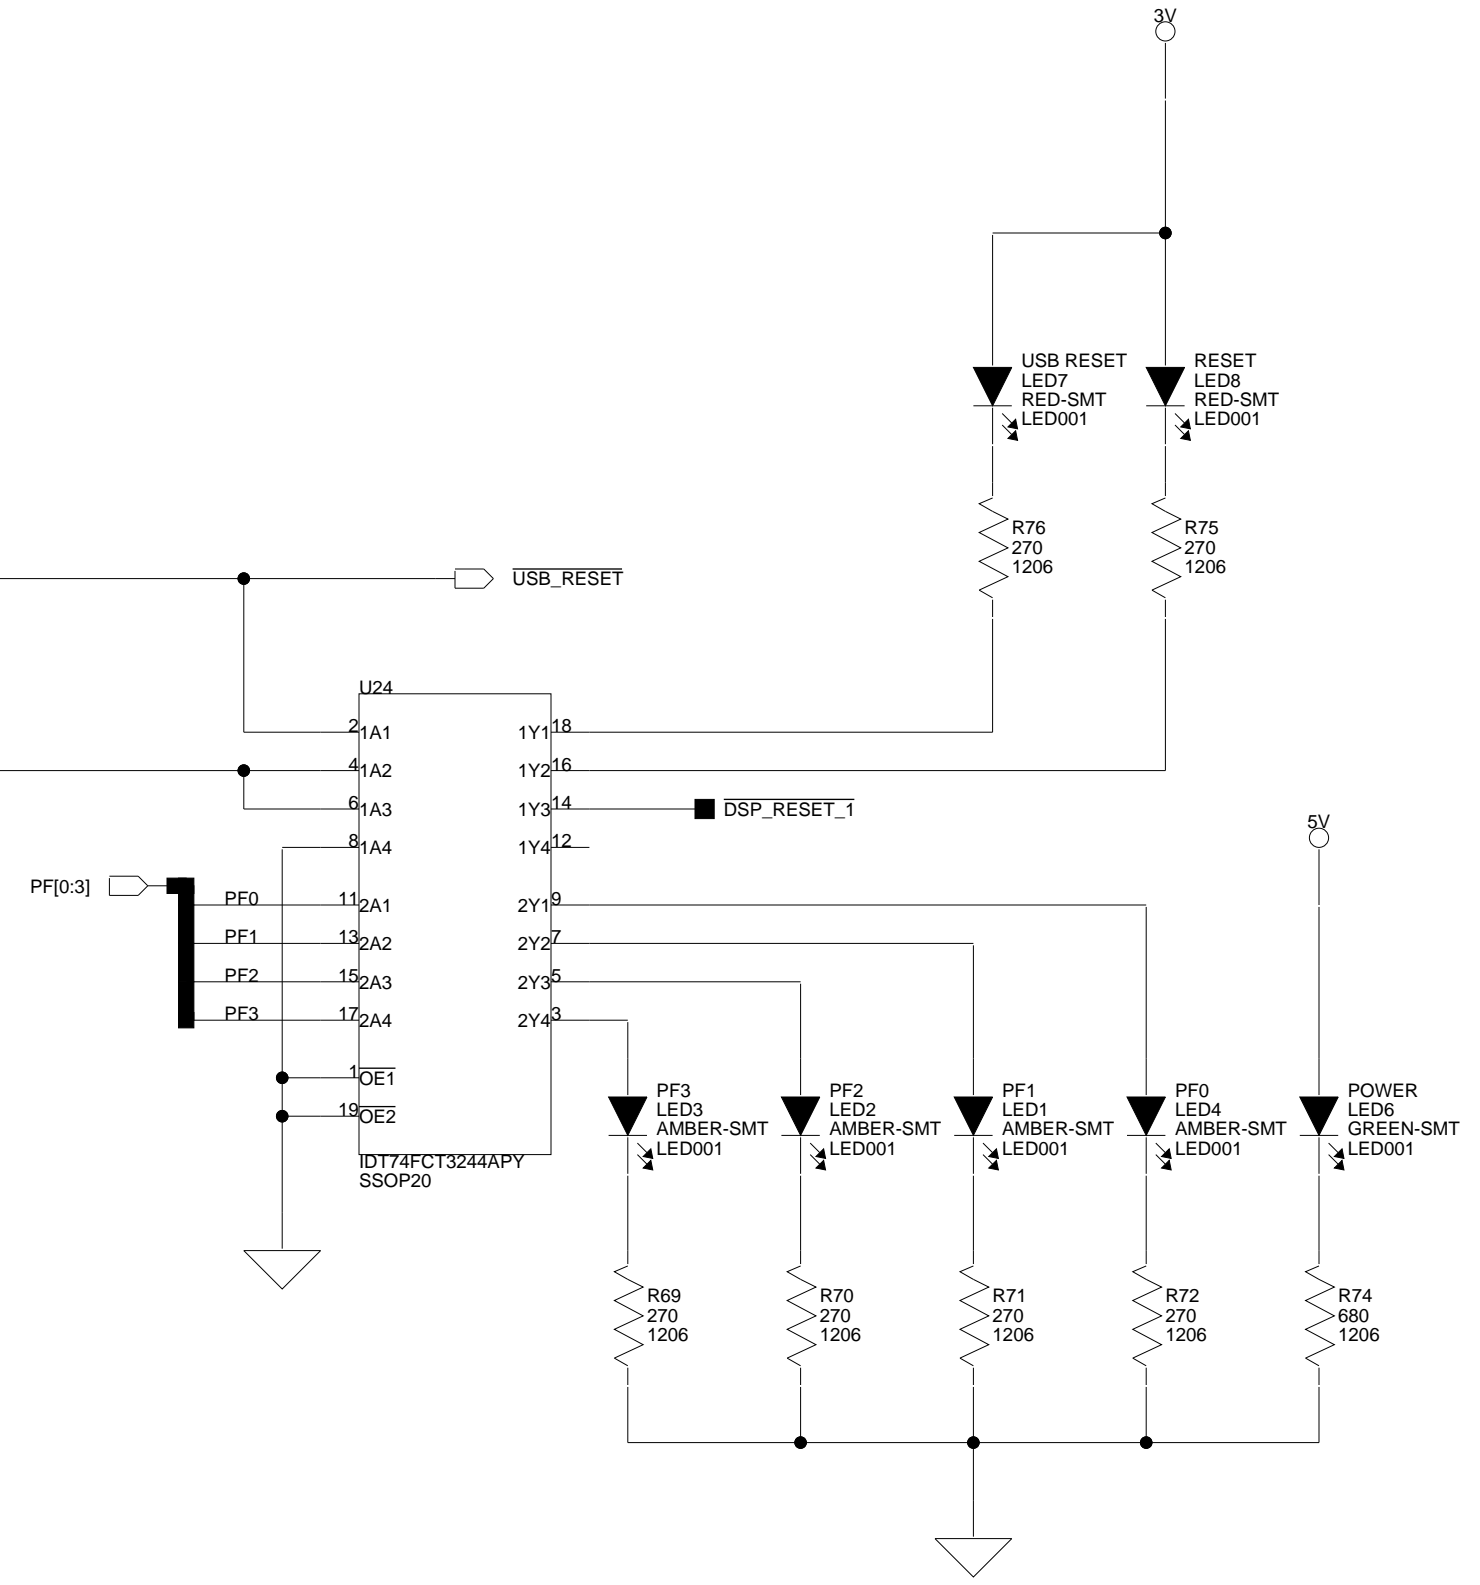 3V
USB RESET
LED7
RED-SMT
LED001
RESET
LED8
RED-SMT
LED001
R76
270
1206
R75
270
1206
USB_RESET
U24
2 1A1 1Y1 18
4 1A2 1Y2 16
6 1A3 1Y3 14
DSP_RESET_1
8 1A4 1Y4 12
5V
PF[0:3]
PF0 11 2A1 2Y1 9
PF1 13 2A2 2Y2 7
PF2 15 2A3 2Y3 5
PF3 17 2A4 2Y4 3
1 OE1
19 OE2
IDT74FCT3244APY
SSOP20
PF3
LED3
AMBER-SMT
LED001
PF2
LED2
AMBER-SMT
LED001
PF1
LED1
AMBER-SMT
LED001
PF0
LED4
AMBER-SMT
LED001
POWER
LED6
GREEN-SMT
LED001
R69
270
1206
R70
270
1206
R71
270
1206
R72
270
1206
R74
680
1206